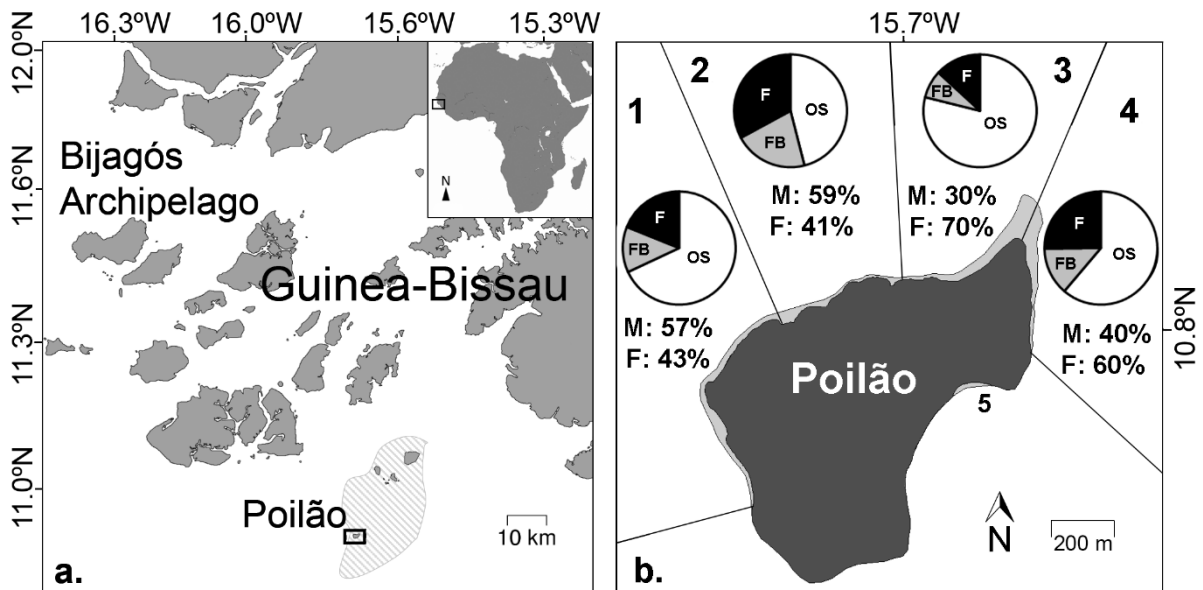 16.3ºW 16.0ºW 15.6ºW 15.3ºW
12.0ºN
11.6ºN
11.3ºN
11.0ºN
Bijagós
Archipelago
Guinea-Bissau
Poilão
N
10 km
a.
15.7ºW
10.8ºN
1
F
FB
OS
M: 57%
F: 43%
2
F
FB
OS
M: 59%
F: 41%
3
F
FB
OS
M: 30%
F: 70%
4
F
FB
OS
M: 40%
F: 60%
Poilão
5
N
200 m
b.